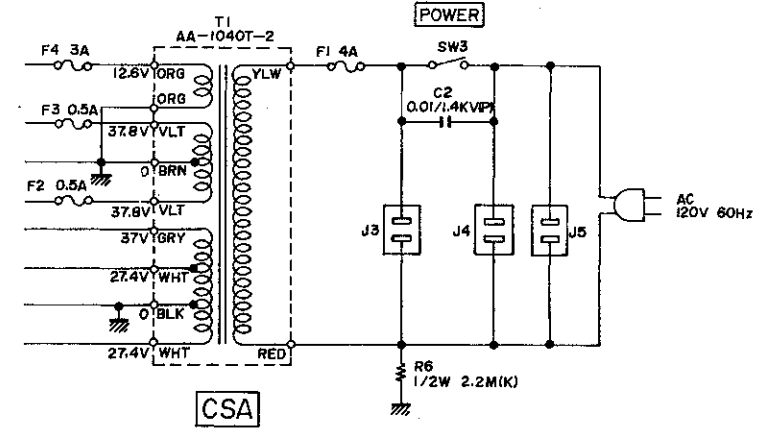 POWER
T1
AA-1040T-2
F4 3A
12.6V ORG
YLW
F1 4A
SW3
ORG
C2
0.01/1.4KV(P)
F3 0.5A
37.8V VLT
0 BRN
F2 0.5A
37.8V VLT
37V GRY
J3
J4
J5
AC
120V 60Hz
27.4V WHT
0 BLK
27.4V WHT
RED
R6
1/2W 2.2M(K)
CSA